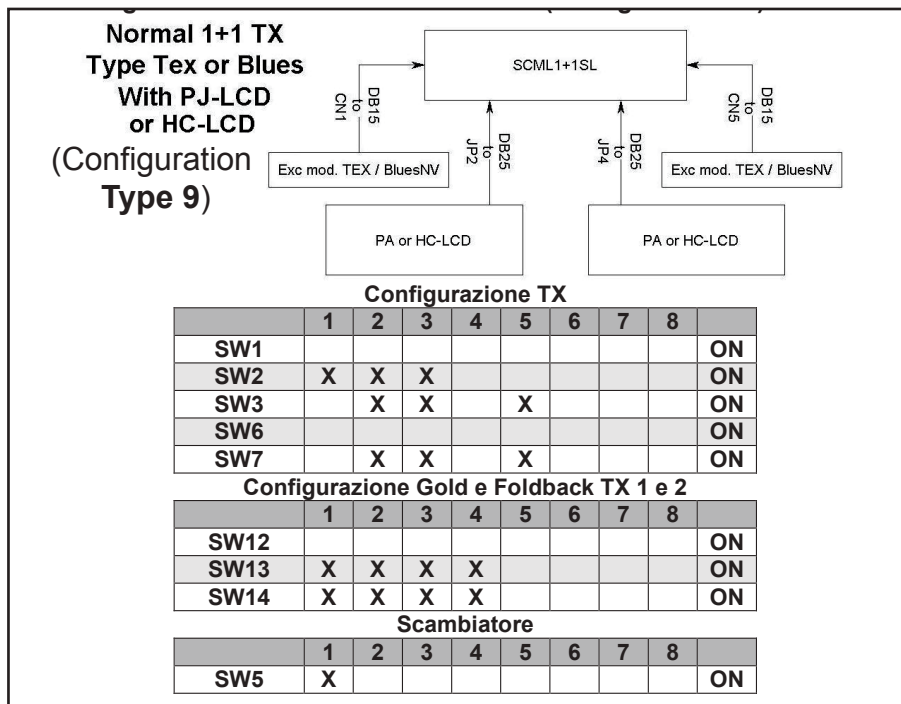 Normal 1+1 TX
Type Tex or Blues
With PJ-LCD
or HC-LCD
(Configuration
Type 9)
SCML1+1SL
DB15
to
CN1
DB25
to
JP2
DB25
to
JP4
DB15
to
CN5
Exc mod. TEX / BluesNV
Exc mod. TEX / BluesNV
PA or HC-LCD
PA or HC-LCD
Configurazione TX
1 2 3 4 5 6 7 8
SW1 ON
SW2 X X X ON
SW3 X X X ON
SW6 ON
SW7 X X X ON
Configurazione Gold e Foldback TX 1 e 2
1 2 3 4 5 6 7 8
SW12 ON
SW13 X X X X ON
SW14 X X X X ON
Scambiatore
1 2 3 4 5 6 7 8
SW5 X ON